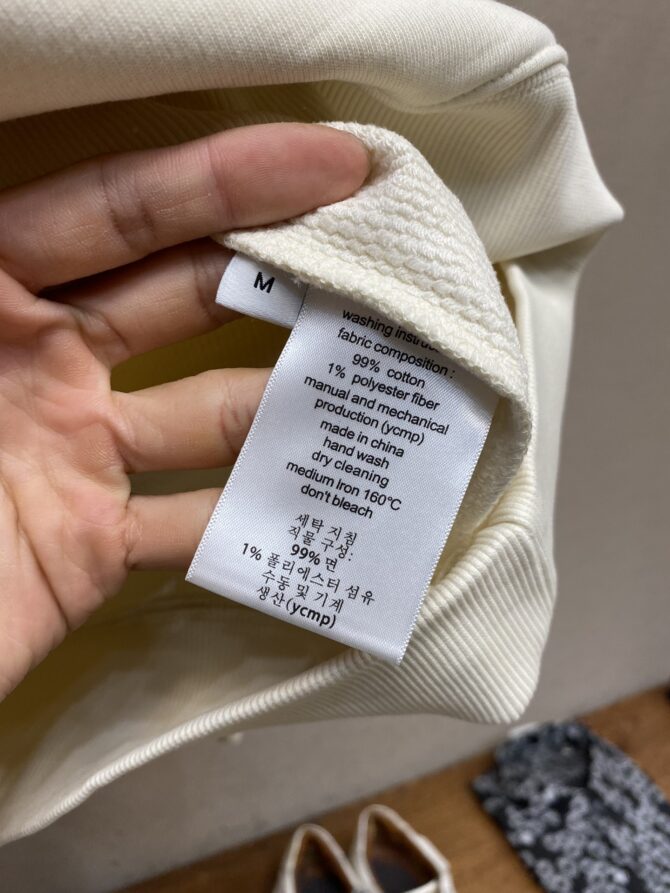 M
washing
fabric composition :
99% cotton
1% polyester fiber
manual and mechanical
production (ycmp)
made in china
hand wash
dry cleaning
medium Iron 160°C
don't bleach
세탁 지침
직물 구성:
99% 면
1% 폴리에스터 섬유
수동 및 기계
생산(ycmp)